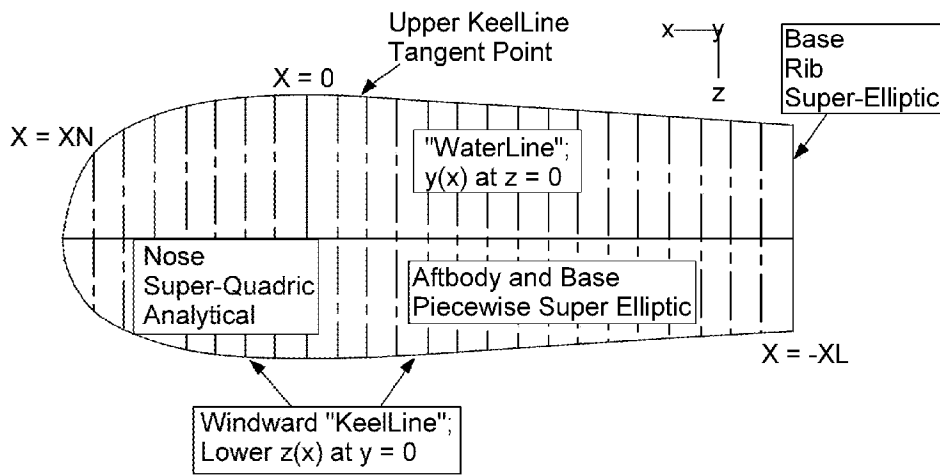 Upper KeelLine
Tangent Point
x
y
z
Base
Rib
Super-Elliptic
X = 0
X = XN
"WaterLine";
y(x) at z = 0
Nose
Super-Quadric
Analytical
Aftbody and Base
Piecewise Super Elliptic
X = -XL
Windward "KeelLine";
Lower z(x) at y = 0